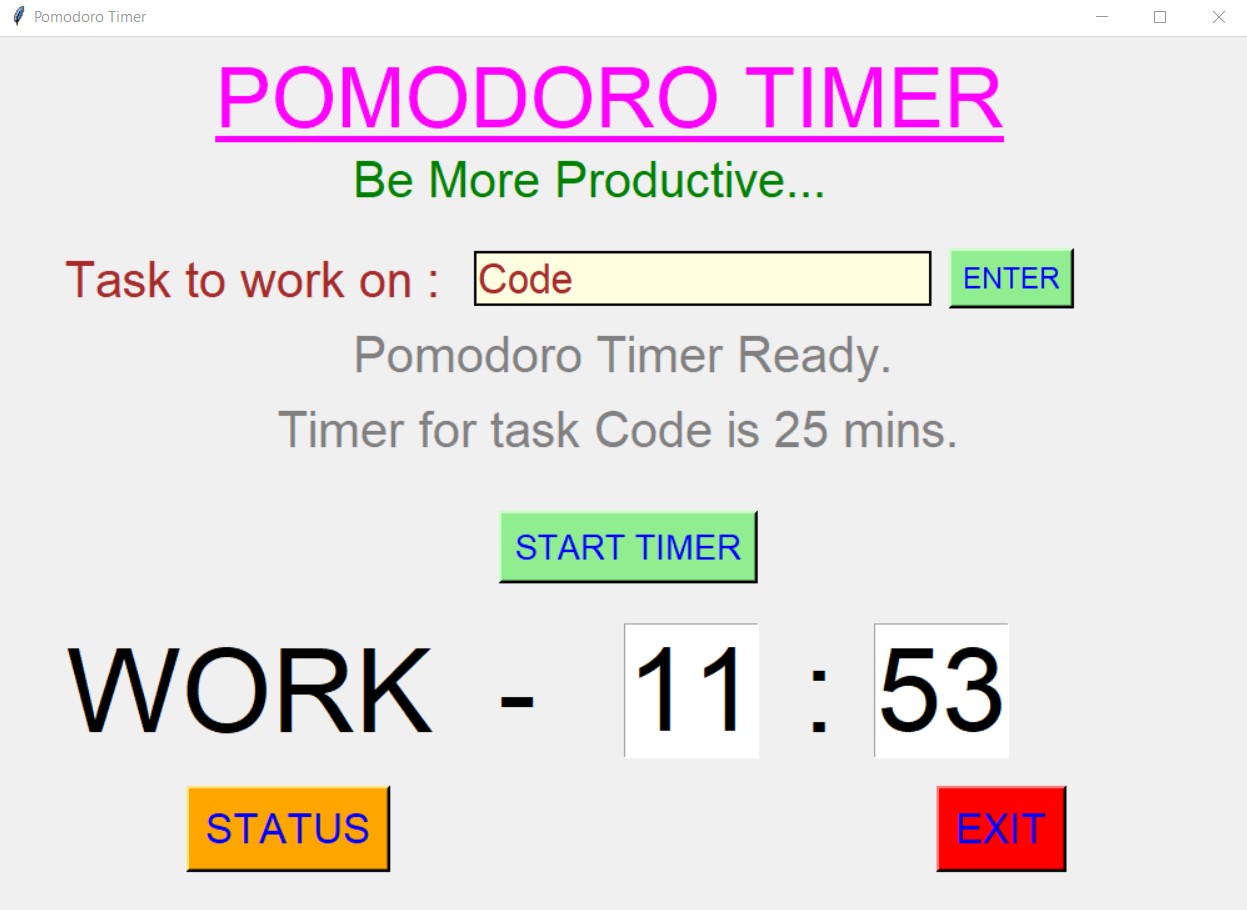 Pomodoro Timer
POMODORO TIMER
Be More Productive...
Task to work on : Code ENTER
Pomodoro Timer Ready.
Timer for task Code is 25 mins.
START TIMER
WORK - 11 : 53
STATUS EXIT